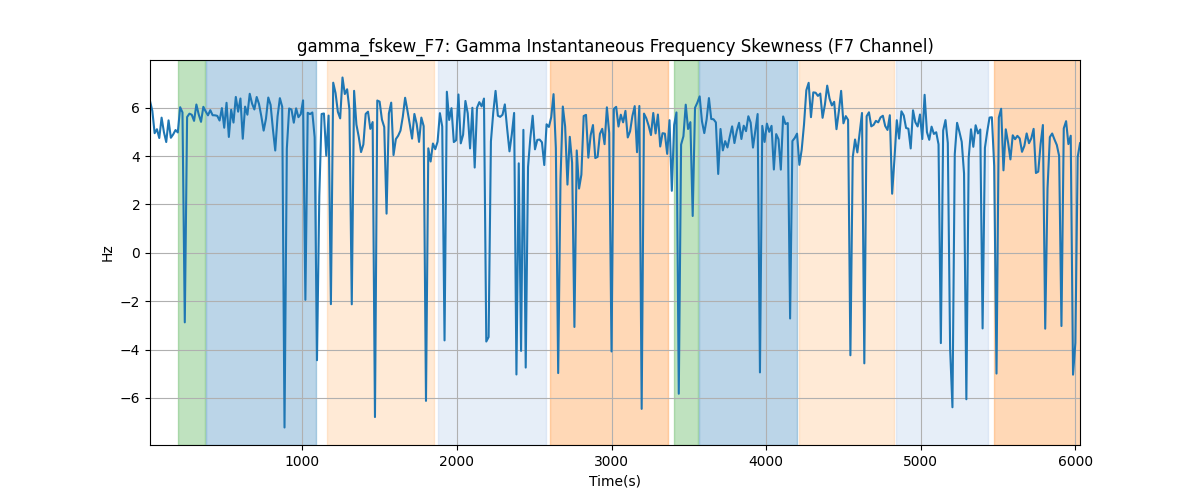 gamma_fskew_F7: Gamma Instantaneous Frequency Skewness (F7 Channel)
Hz
6
4
2
0
−2
−4
−6
1000 2000 3000 4000 5000 6000
Time(s)